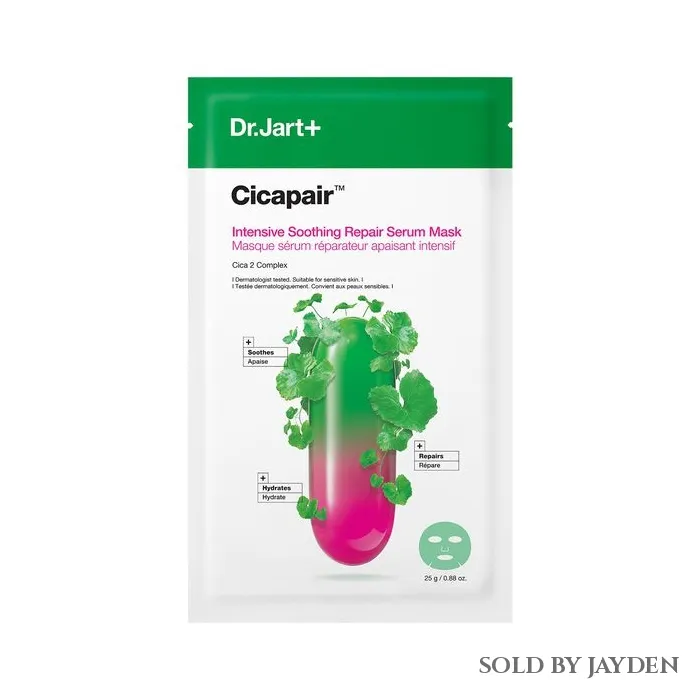 Dr.Jart+
Cicapair™
Intensive Soothing Repair Serum Mask
Masque sérum réparateur apaisant intensif
Cica 2 Complex
I Dermatologist tested. Suitable for sensitive skin. I
I Testée dermatologiquement. Convient aux peaux sensibles. I
+
Soothes
Apaise
+
Repairs
Répare
+
Hydrates
Hydrate
25 g / 0.88 oz.
SOLD BY JAYDEN